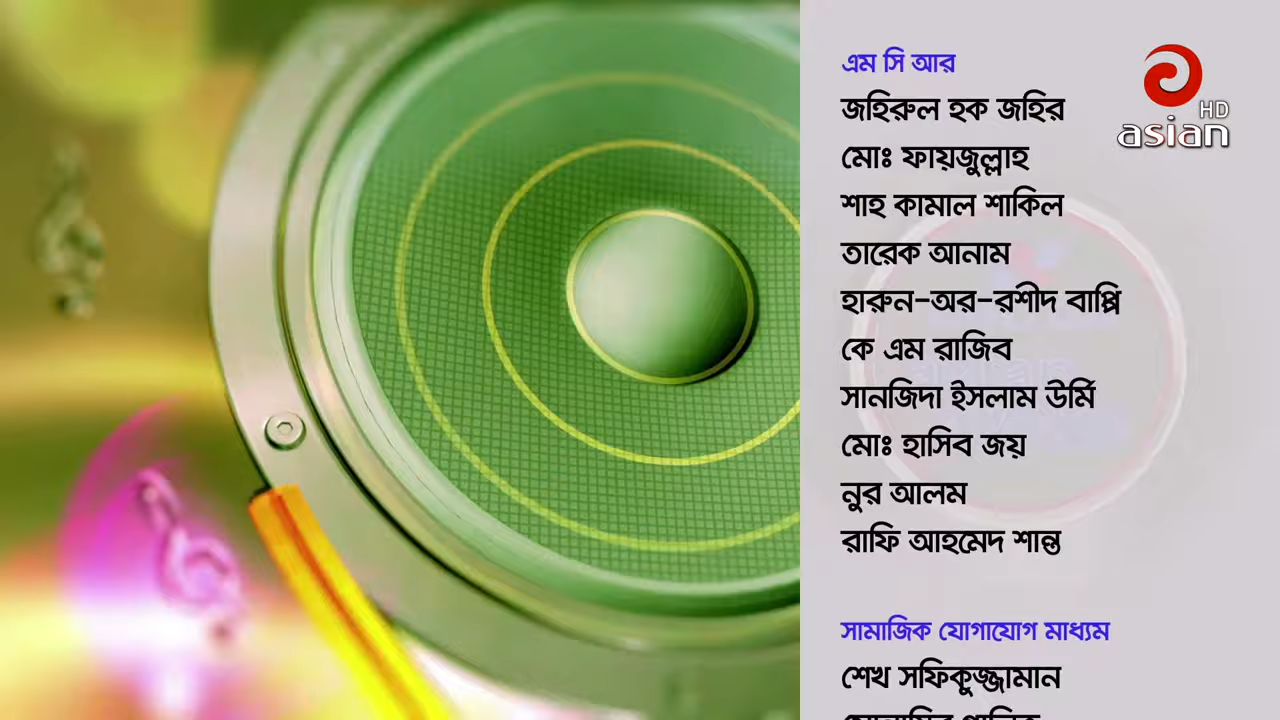 এম সি আর
জহিরুল হক জহির
মোঃ ফায়জুল্লাহ
শাহ কামাল শাকিল
তারেক আনাম
হারুন-অর-রশীদ বাপ্পি
কে এম রাজিব
সানজিদা ইসলাম উর্মি
মোঃ হাসিব জয়
নুর আলম
রাফি আহমেদ শান্ত
সামাজিক যোগাযোগ মাধ্যম
শেখ সফিকুজ্জামান
HD
asian